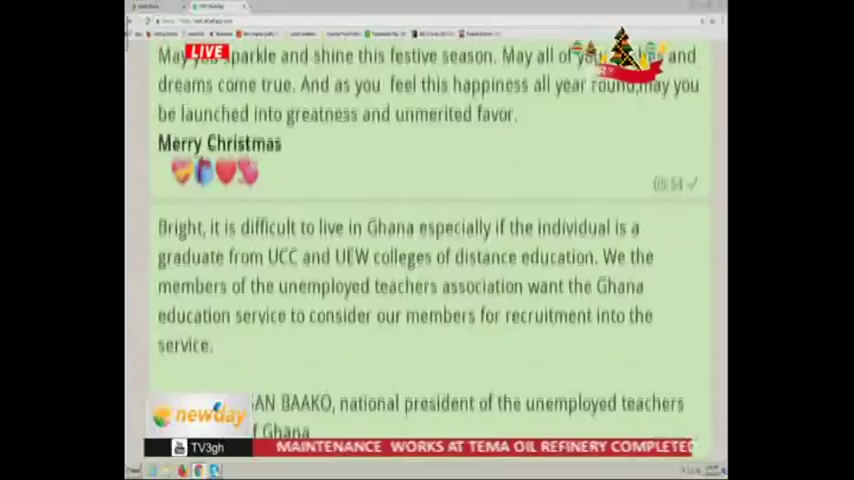 LIVE
May you sparkle and shine this festive season. May all of your and
dreams come true. And as you feel this happiness all year round,may you
be launched into greatness and unmerited favor.
Merry Christmas
09:54
Bright, it is difficult to live in Ghana especially if the individual is a
graduate from UCC and UEW colleges of distance education. We the
members of the unemployed teachers association want the Ghana
education service to consider our members for recruitment into the
service.
SAN BAAKO, national president of the unemployed teachers
f Ghana
newday
TV3gh
MAINTENANCE WORKS AT TEMA OIL REFINERY COMPLETED